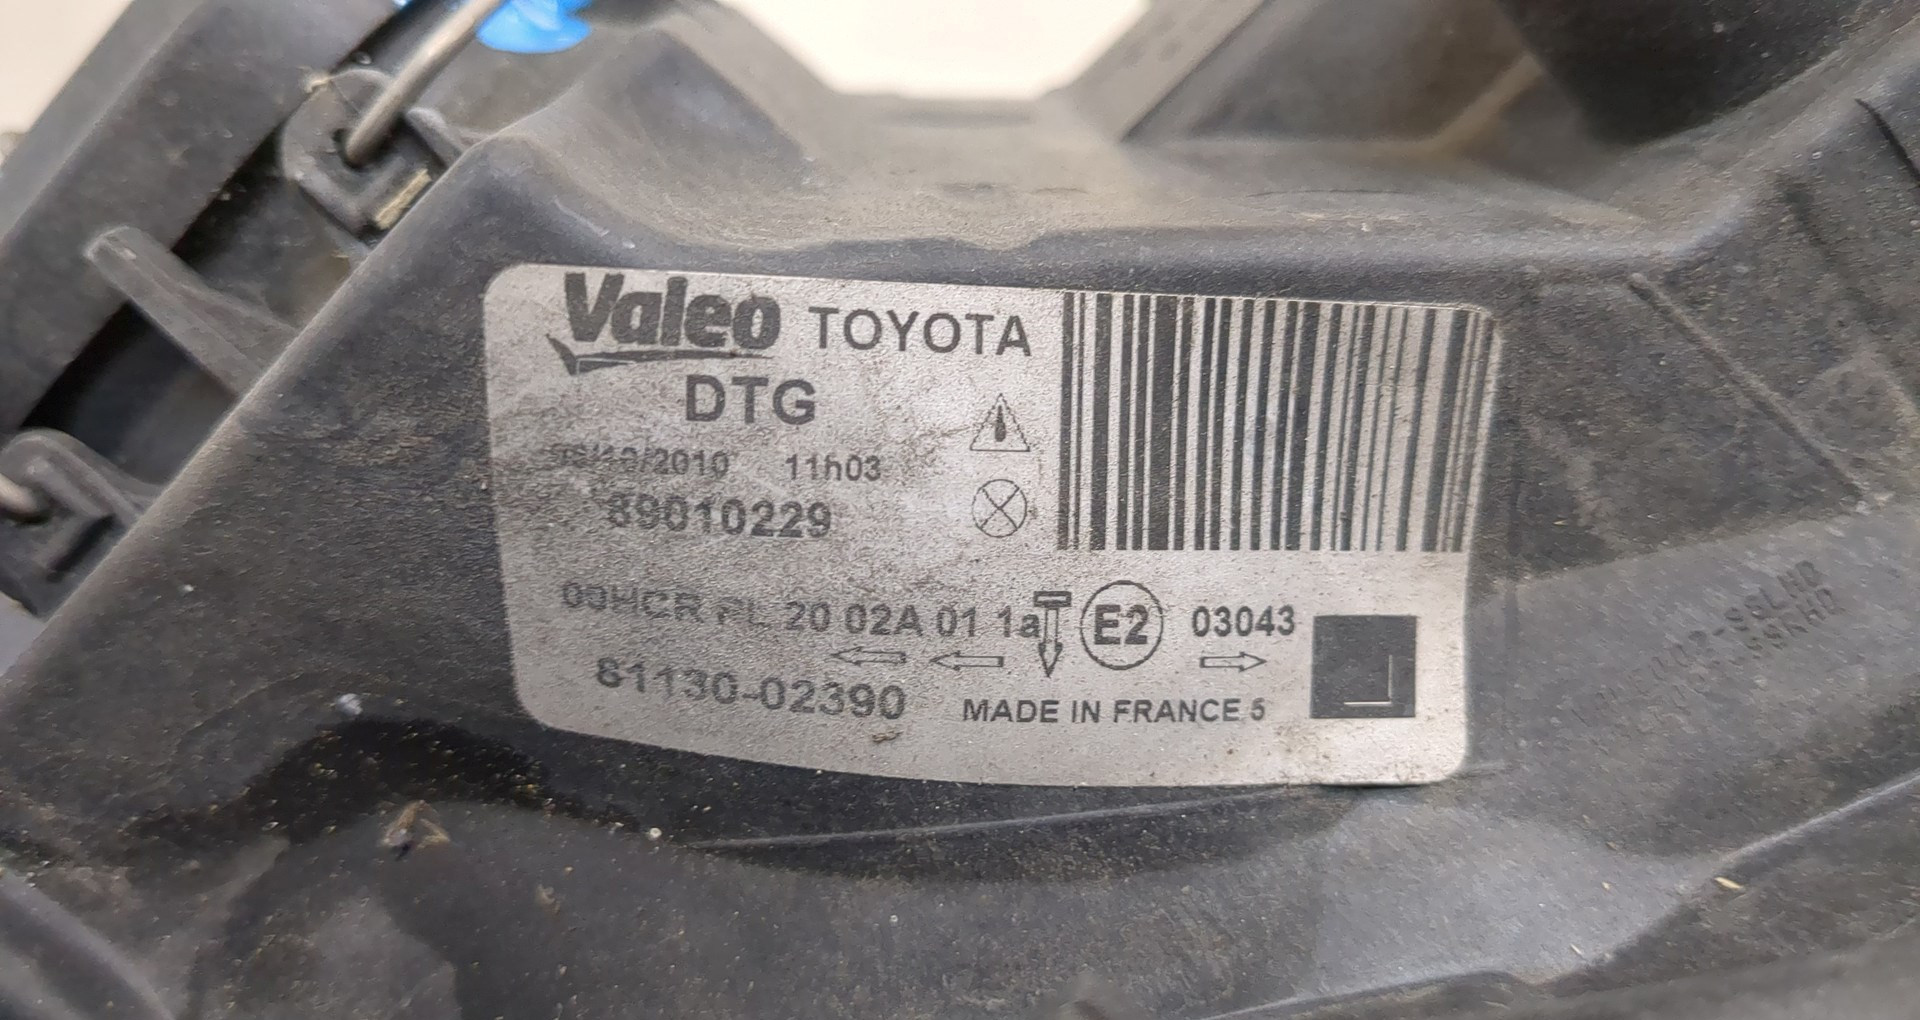 Valeo TOYOTA
DTG
/2010 11h03
89010229
00HCR PL 20 02A 01 1a E2 03043
81130-02390 MADE IN FRANCE 5